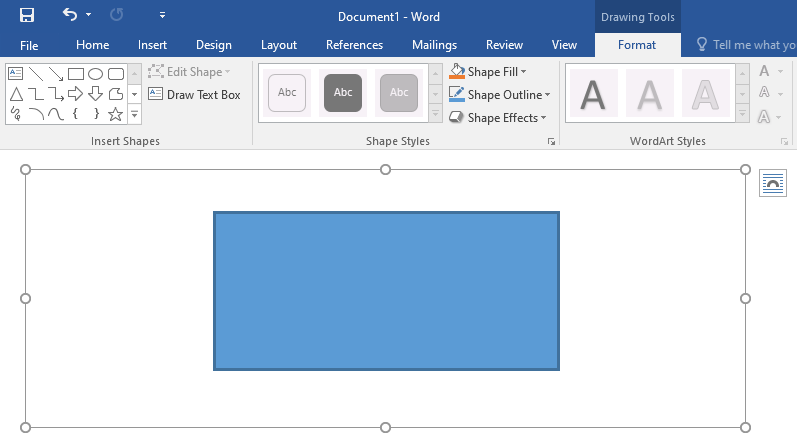 Document1 - Word
Drawing Tools
File Home Insert Design Layout References Mailings Review View Format Tell me what yo
Edit Shape
Draw Text Box
Insert Shapes
Abc Abc Abc
Shape Fill
Shape Outline
Shape Effects
Shape Styles
A A A
A
A
A
WordArt Styles